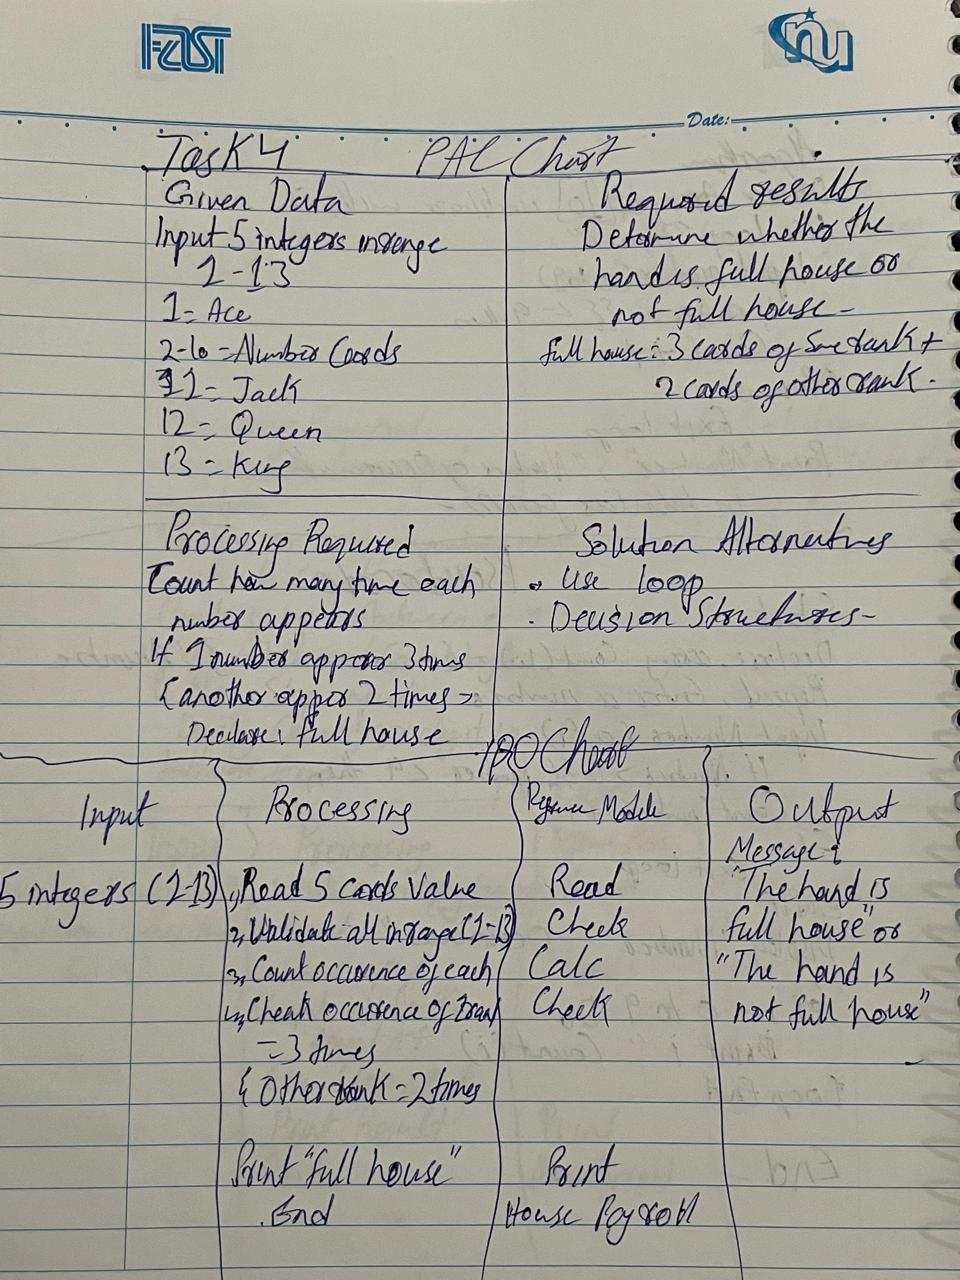 FAST
nu
Date:
Task 4 PAC Chart
Given Data
Input 5 integers in range
1-13
1 = Ace
2-10 = Number Cards
11 = Jack
12 = Queen
13 = King
Required results
Determine whether the
hand is full house or
not full house -
full house: 3 cards of same rank +
2 cards of other rank.
Processing Required
Count how many time each
number appears
If 1 number appear 3 times
{ another appear 2 times >
Declare: full house
Solution Alternatives
• Use loop
• Decision Structures -
IPO Chart
Input
5 integers (1-13)
Processing
1, Read 5 cards value
2, Validate all in range (1-13)
3, Count occurrence of each
4, Check occurrence of 1 rank
= 3 times
{ Other rank = 2 times
Print "full house"
End
Module
Read
Check
Calc
Check
Print
House Payroll
Output
Message:
"The hand is
full house" or
"The hand is
not full house"